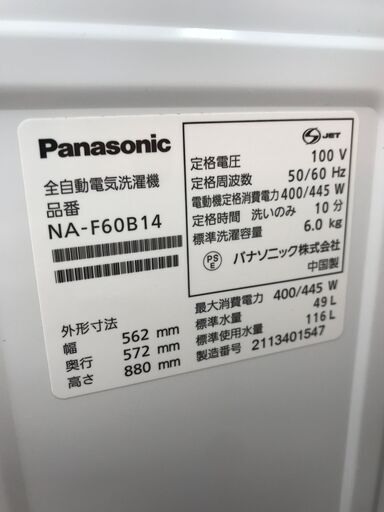 Panasonic
全自動電気洗濯機
品番
NA-F60B14
外形寸法
幅 562 mm
奥行 572 mm
高さ 880 mm
JET
定格電圧 100 V
定格周波数 50/60 Hz
電動機定格消費電力 400/445 W
定格時間 洗いのみ 10分
標準洗濯容量 6.0 kg
PS
E
パナソニック株式会社
中国製
最大消費電力 400/445 W
標準水量 49L
標準使用水量 116L
製造番号 2113401547